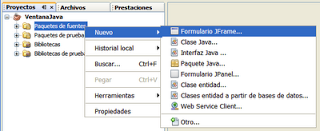 Proyectos
Archivos
Prestaciones
VentanaJava
Paquetes de fuentes
Paquetes de prueba
Bibliotecas
Bibliotecas de prueba
Nuevo
Historial local
Buscar...
Ctrl+F
Pegar
Ctrl+V
Herramientas
Propiedades
Formulario JFrame...
Clase Java...
Interfaz Java...
Paquete Java...
Formulario JPanel...
Clase entidad...
Clases entidad a partir de bases de datos...
Web Service Client...
Otro...